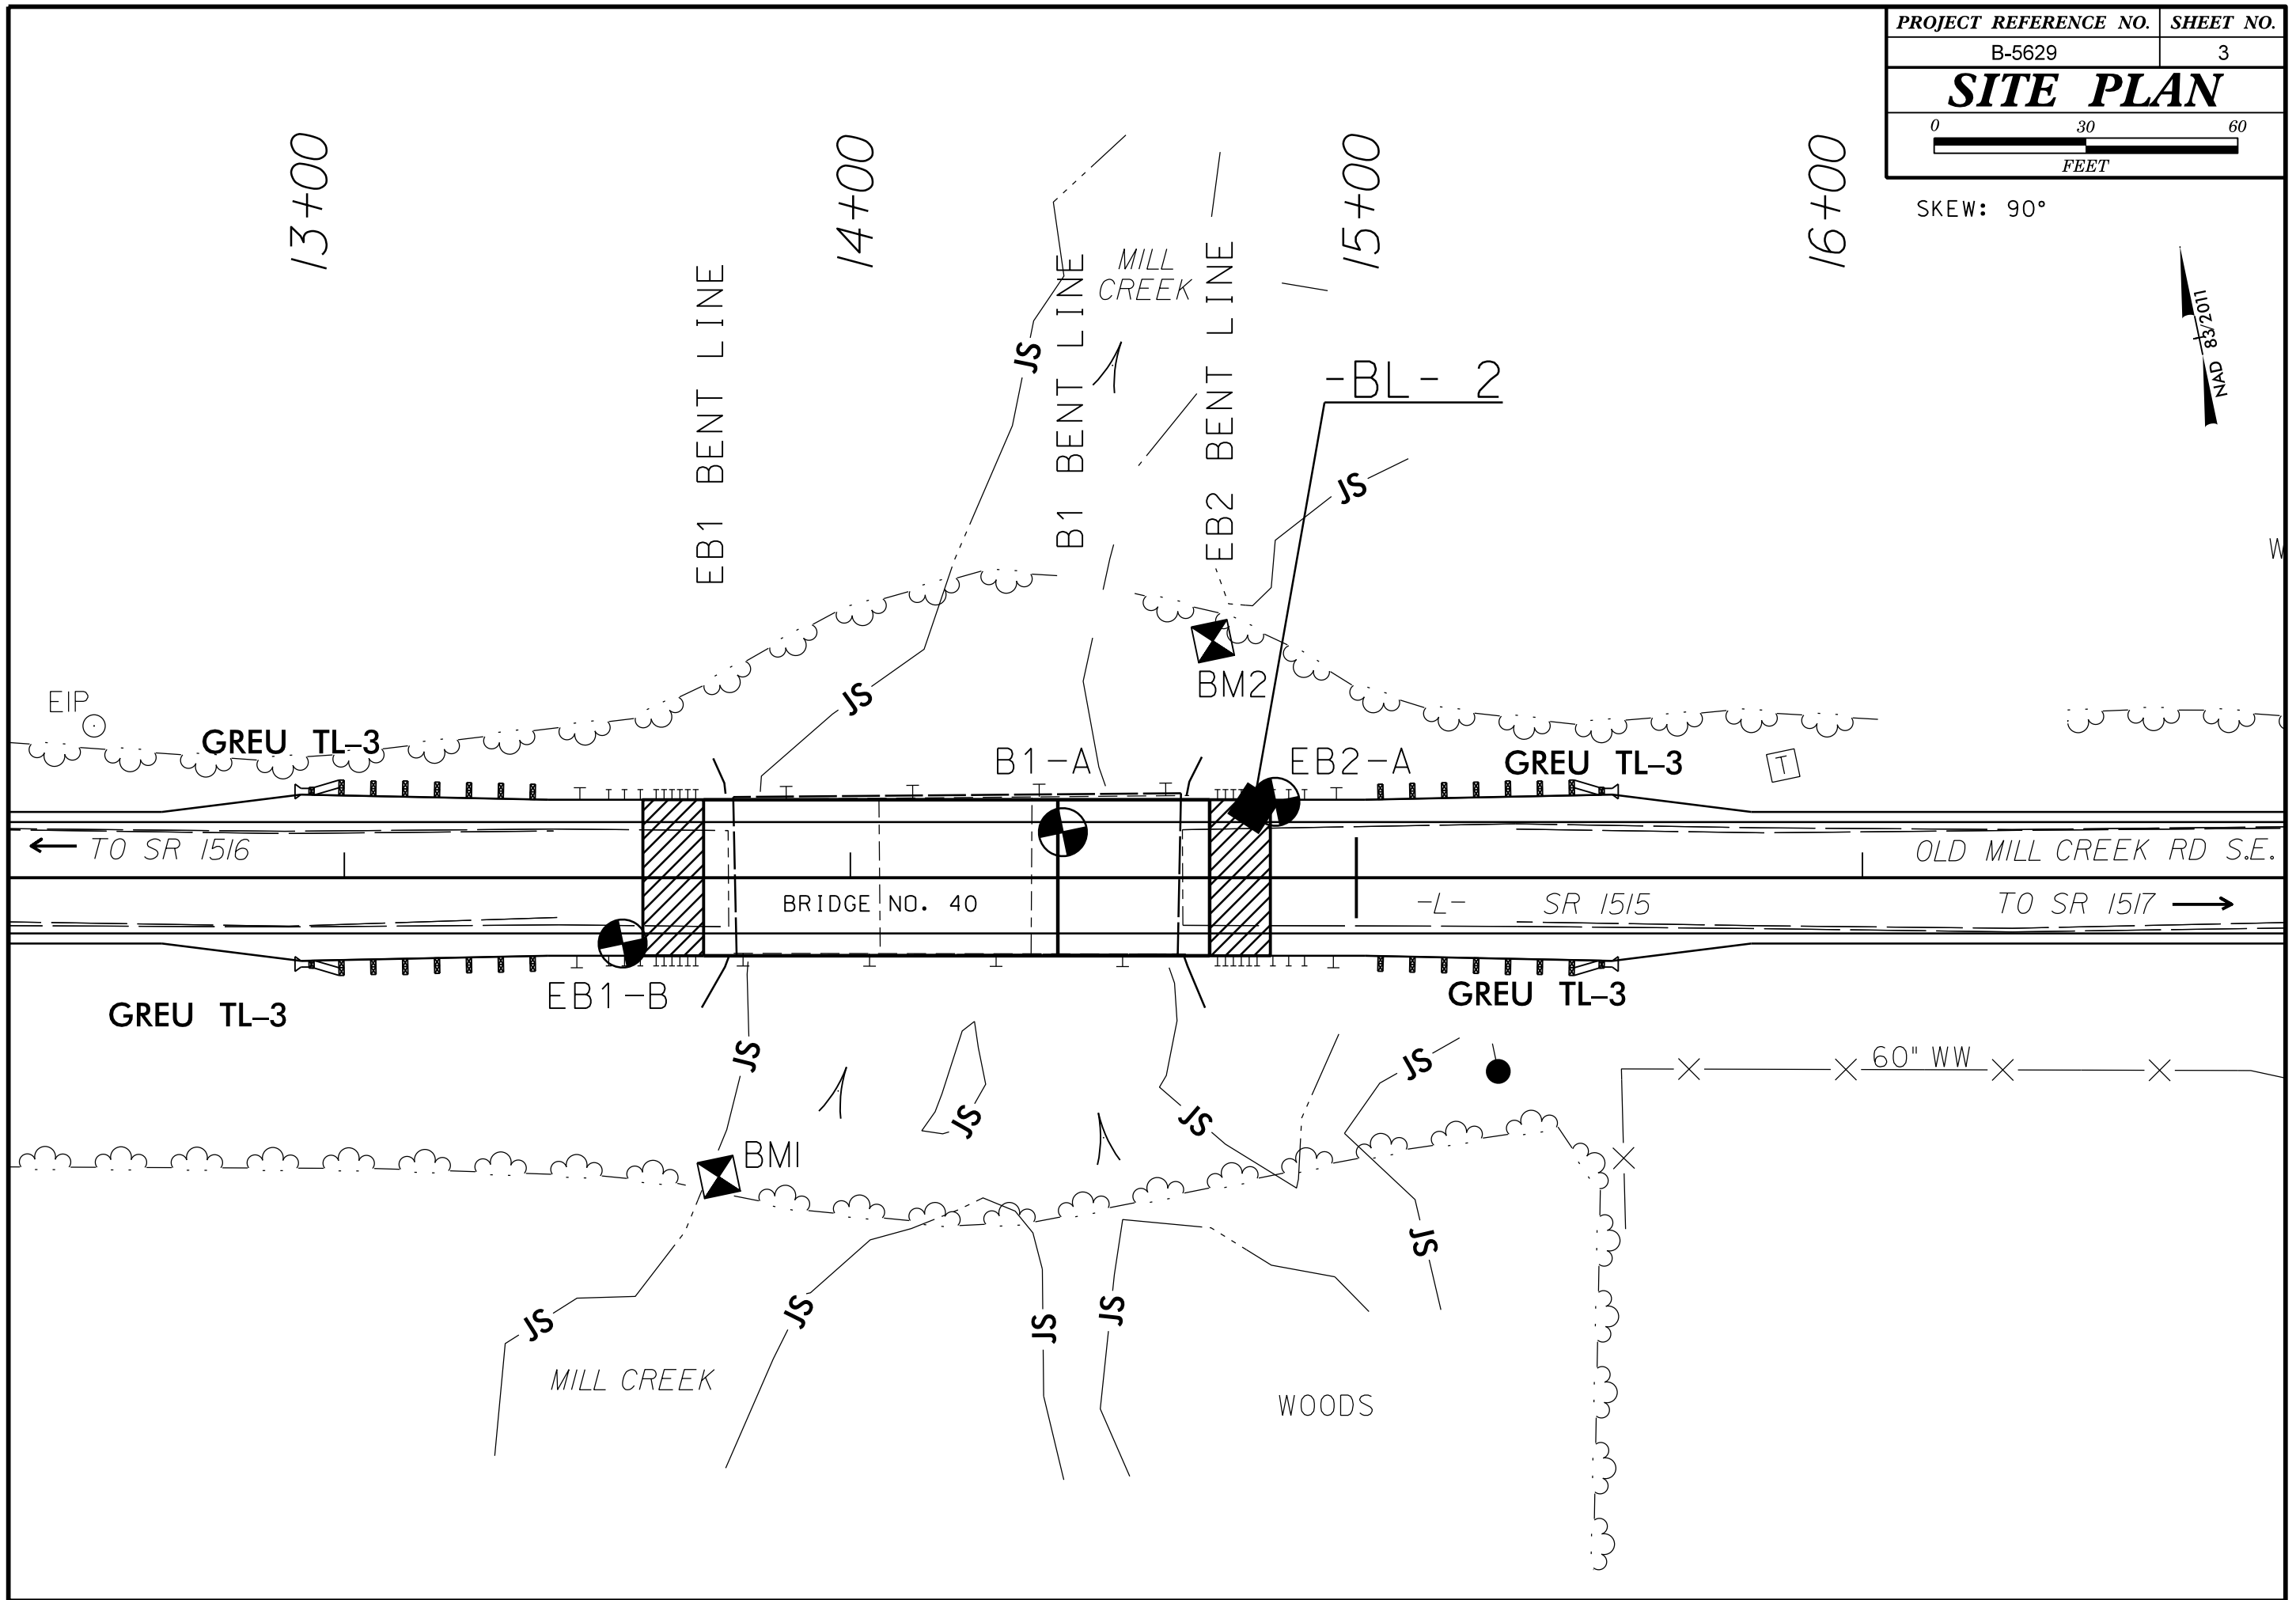 PROJECT REFERENCE NO. SHEET NO.
B-5629 3
SITE PLAN
0 30 60
FEET
SKEW: 90°
NAD 83/2011
13+00
14+00
15+00
16+00
EB1 BENT LINE
B1 BENT LINE
EB2 BENT LINE
MILL
CREEK
JS
-BL- 2
JS
W
JS
BM2
EIP
GREU TL-3
B1-A
EB2-A
GREU TL-3
T
TO SR 1516
OLD MILL CREEK RD S.E.
BRIDGE NO. 40
-L- SR 1515
TO SR 1517
EB1-B
GREU TL-3
GREU TL-3
JS
JS
60" WW
JS
JS
BM1
JS
JS
JS
JS
JS
MILL CREEK
WOODS